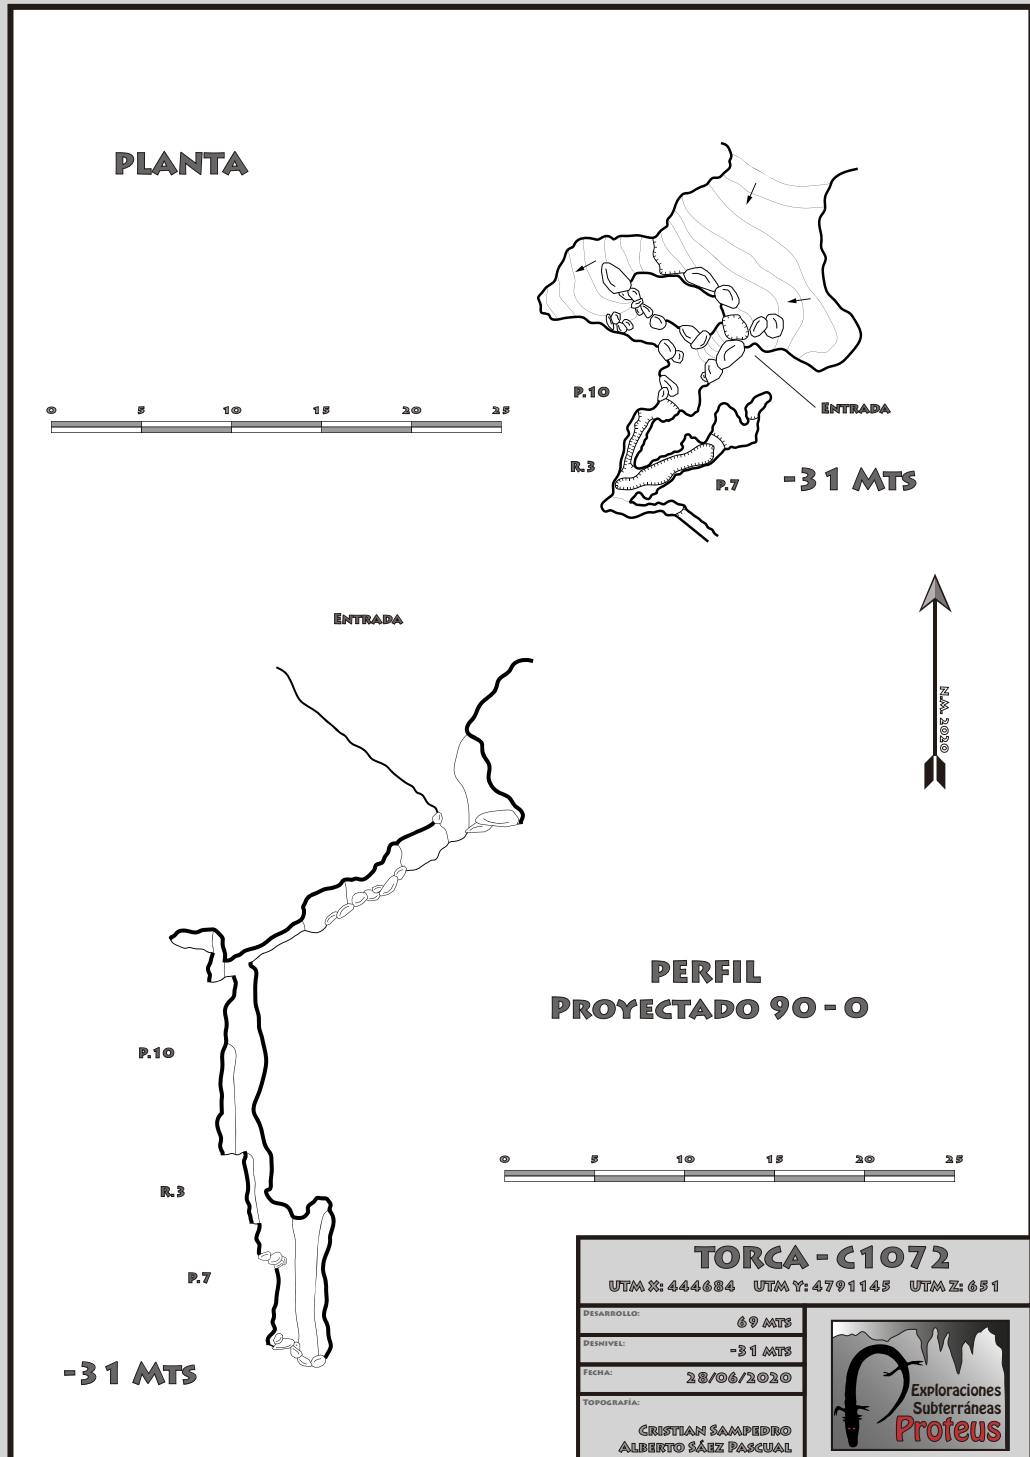 PLANTA
0 5 10 15 20 25
P.10
ENTRADA
R.3
P.7
-31 MTS
N.M. 2020
ENTRADA
PERFIL
PROYECTADO 90-0
P.10
0 5 10 15 20 25
R.3
P.7
-31 MTS
TORCA - C1072
UTM X: 444684 UTM Y: 4791145 UTM Z: 651
DESARROLLO:
69 MTS
DESNIVEL:
-31 MTS
FECHA:
28/06/2020
TOPOGRAFÍA:
CRISTIAN SAMPEDRO
ALBERTO SÁEZ PASCUAL
Exploraciones
Subterráneas
Proteus